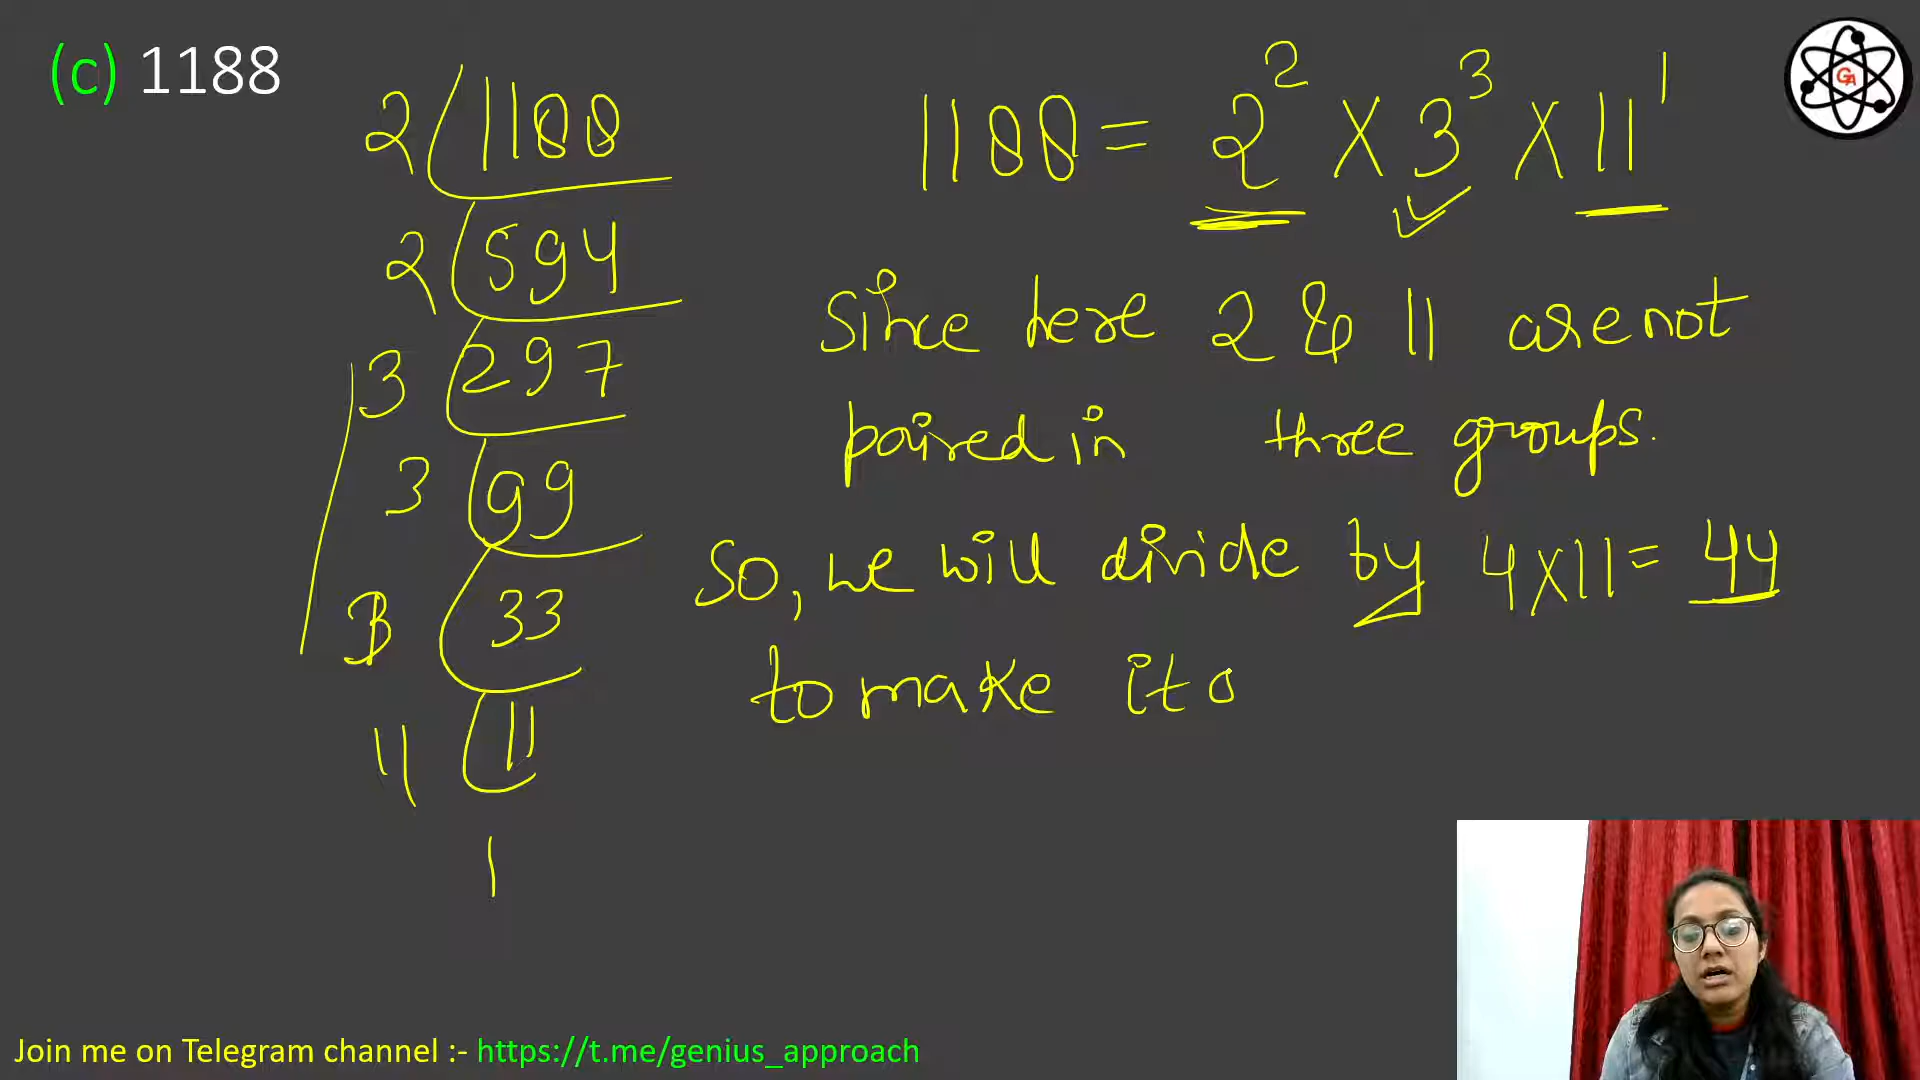 (c) 1188
2 1188
2 594
3 297
3 99
3 33
11 11
1
1188 = 2² × 3³ × 11¹
Since here 2 & 11 are not
paired in three groups.
So, we will divide by 4×11 = 44
to make it a
GA
Join me on Telegram channel :- https://t.me/genius_approach